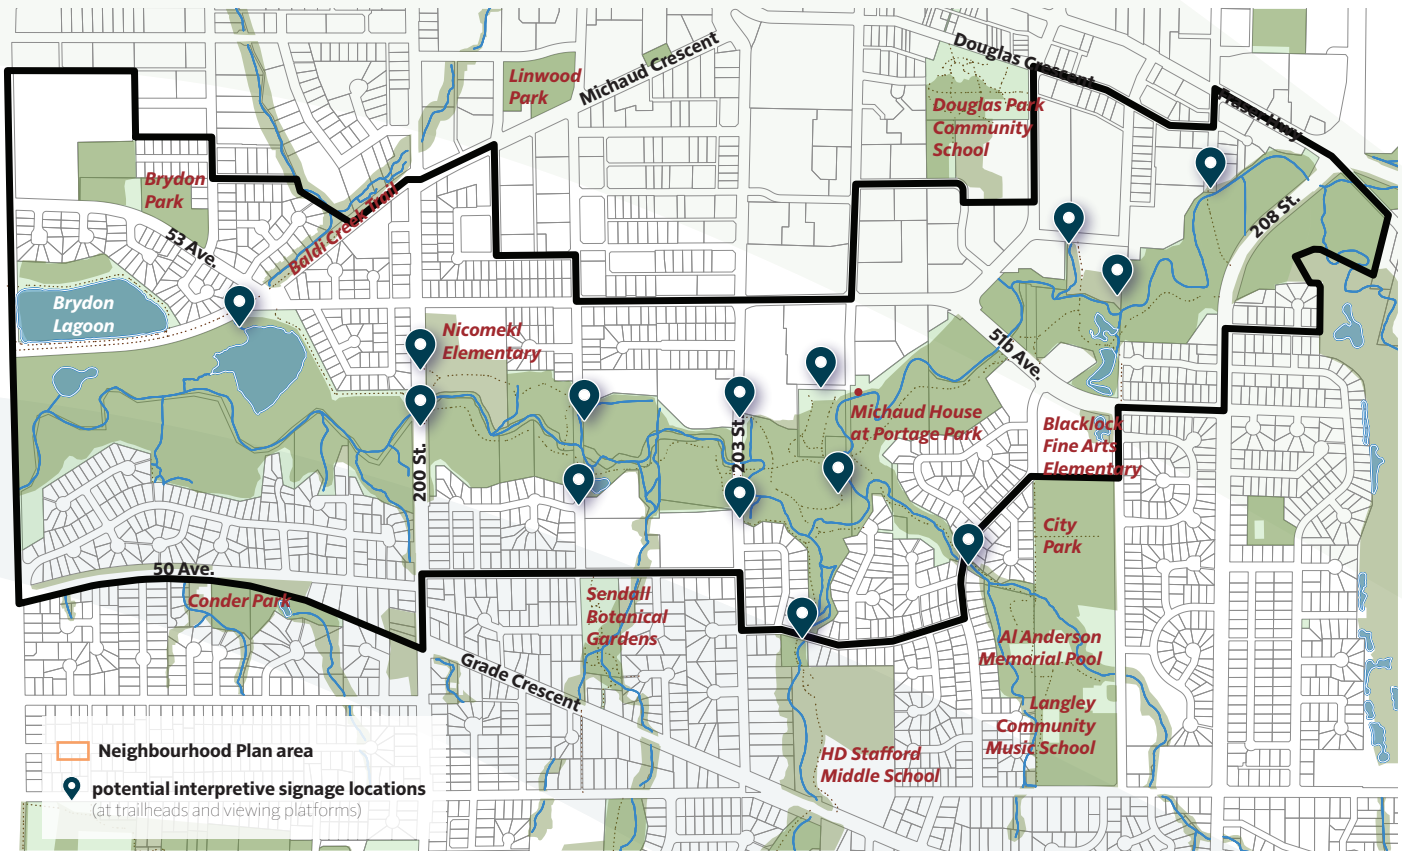 Douglas Crescent
Michaud Crescent
Linwood
Park
Fraser Hwy
Douglas Park
Community
School
Brydon
Park
Baldi Creek Trail
208 St.
53 Ave.
Brydon
Lagoon
Nicomekl
Elementary
51b Ave.
Michaud House
at Portage Park
Blacklock
Fine Arts
Elementary
203 St.
200 St.
City
Park
50 Ave.
Conder Park
Sendall
Botanical
Gardens
Al Anderson
Memorial Pool
Grade Crescent
Langley
Community
Music School
HD Stafford
Middle School
Neighbourhood Plan area
potential interpretive signage locations
(at trailheads and viewing platforms)